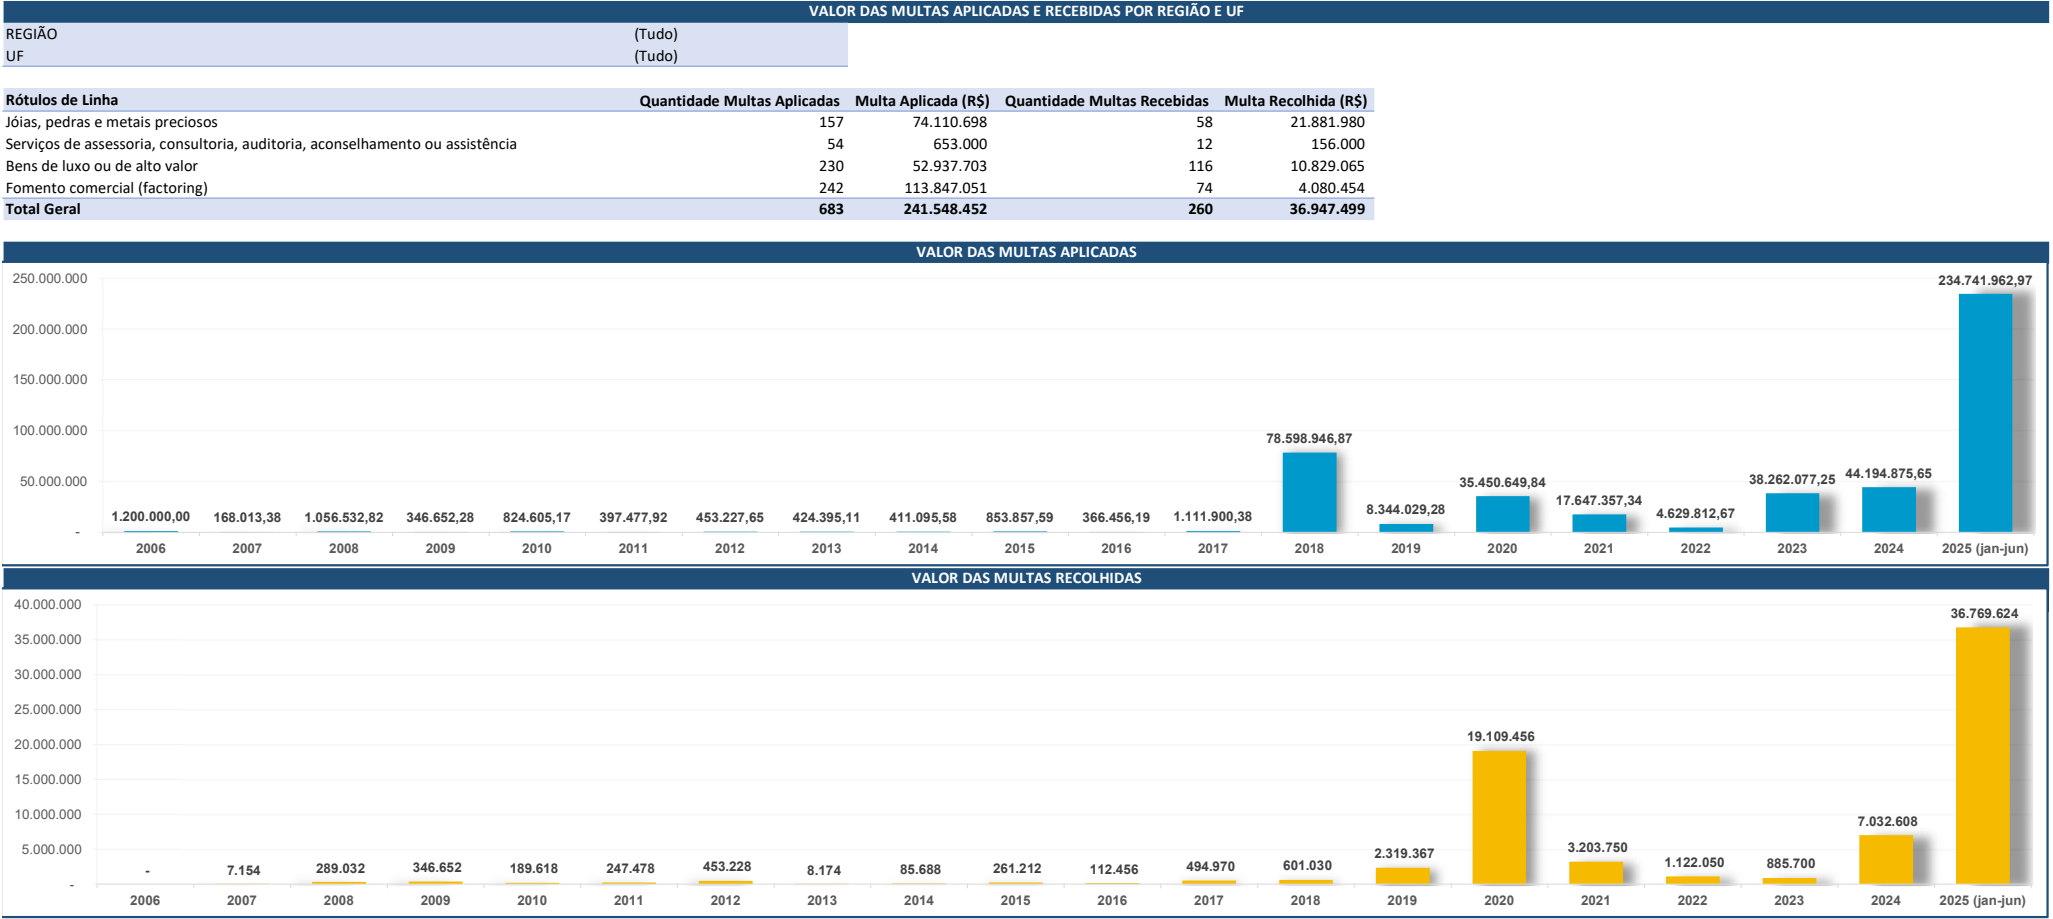 VALOR DAS MULTAS APLICADAS E RECEBIDAS POR REGIÃO E UF
REGIÃO (Tudo)
UF (Tudo)
Rótulos de Linha Quantidade Multas Aplicadas Multa Aplicada (R$) Quantidade Multas Recebidas Multa Recolhida (R$)
Jóias, pedras e metais preciosos 157 74.110.698 58 21.881.980
Serviços de assessoria, consultoria, auditoria, aconselhamento ou assistência 54 653.000 12 156.000
Bens de luxo ou de alto valor 230 52.937.703 116 10.829.065
Fomento comercial (factoring) 242 113.847.051 74 4.080.454
Total Geral 683 241.548.452 260 36.947.499
VALOR DAS MULTAS APLICADAS
250.000.000
200.000.000
150.000.000
100.000.000
50.000.000
-
1.200.000,00 168.013,38 1.056.532,82 346.652,28 824.605,17 397.477,92 453.227,65 424.395,11 411.095,58 853.857,59 366.456,19 1.111.900,38 78.598.946,87 8.344.029,28 35.450.649,84 17.647.357,34 4.629.812,67 38.262.077,25 44.194.875,65 234.741.962,97
2006 2007 2008 2009 2010 2011 2012 2013 2014 2015 2016 2017 2018 2019 2020 2021 2022 2023 2024 2025 (jan-jun)
VALOR DAS MULTAS RECOLHIDAS
40.000.000
35.000.000
30.000.000
25.000.000
20.000.000
15.000.000
10.000.000
5.000.000
-
- 7.154 289.032 346.652 189.618 247.478 453.228 8.174 85.688 261.212 112.456 494.970 601.030 2.319.367 19.109.456 3.203.750 1.122.050 885.700 7.032.608 36.769.624
2006 2007 2008 2009 2010 2011 2012 2013 2014 2015 2016 2017 2018 2019 2020 2021 2022 2023 2024 2025 (jan-jun)